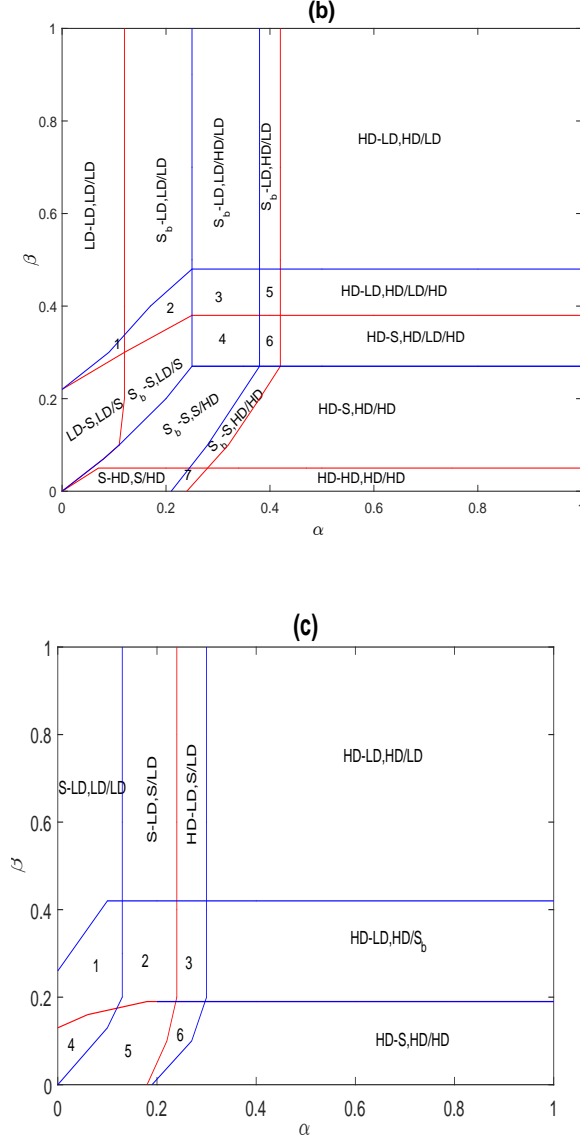 (b)
1
0.8
0.6
0.4
0.2
0
β
LD-LD,LD/LD
S_b-LD,LD/LD
S_b-LD,LD/HD/LD
S_b-LD,HD/LD
HD-LD,HD/LD
1
2
3
5
HD-LD,HD/LD/HD
4
6
HD-S,HD/LD/HD
LD-S,LD/S
S_b-S,LD/S
S_b-S,S/HD
S_b-S,HD/HD
HD-S,HD/HD
S-HD,S/HD
7
HD-HD,HD/HD
0
0.2
0.4
0.6
0.8
1
α
(c)
1
0.8
0.6
0.4
0.2
0
β
S-LD,LD/LD
S-LD,S/LD
HD-LD,S/LD
HD-LD,HD/LD
1
2
3
HD-LD,HD/S_b
4
5
6
HD-S,HD/HD
0
0.2
0.4
0.6
0.8
1
α